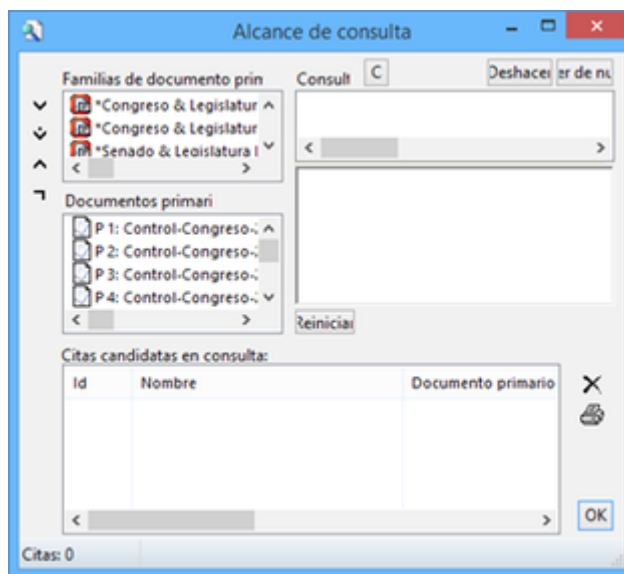 Alcance de consulta
Familias de documento prin
Consult
C
Deshacer
er de nu
*Congreso & Legislatur
*Congreso & Legislatur
*Senado & Legislatura I
Documentos primari
P 1: Control-Congreso-
P 2: Control-Congreso-
P 3: Control-Congreso-
P 4: Control-Congreso-
Reiniciar
Citas candidatas en consulta:
Id Nombre Documento primario
OK
Citas: 0